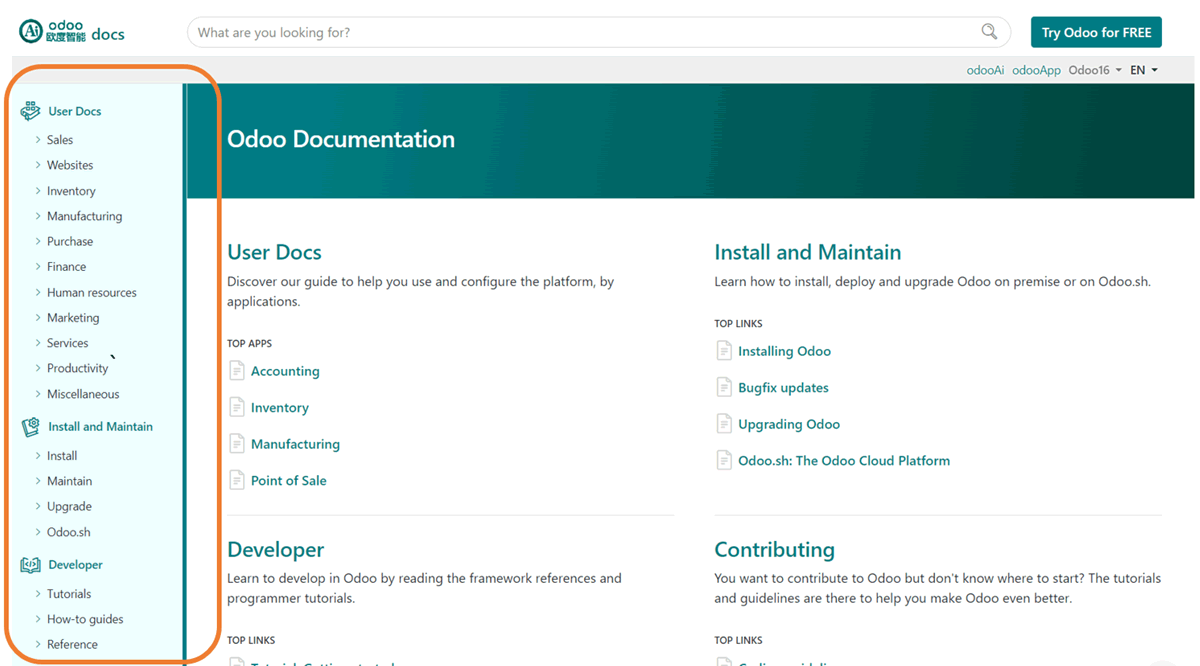 Ai odoo
欧度智能 docs
What are you looking for?
Try Odoo for FREE
odooAi odooApp Odoo16 EN
User Docs
Sales
Websites
Inventory
Manufacturing
Purchase
Finance
Human resources
Marketing
Services
Productivity
Miscellaneous
Install and Maintain
Install
Maintain
Upgrade
Odoo.sh
Developer
Tutorials
How-to guides
Reference
Odoo Documentation
User Docs
Discover our guide to help you use and configure the platform, by
applications.
TOP APPS
Accounting
Inventory
Manufacturing
Point of Sale
Install and Maintain
Learn how to install, deploy and upgrade Odoo on premise or on Odoo.sh.
TOP LINKS
Installing Odoo
Bugfix updates
Upgrading Odoo
Odoo.sh: The Odoo Cloud Platform
Developer
Learn to develop in Odoo by reading the framework references and
programmer tutorials.
TOP LINKS
Contributing
You want to contribute to Odoo but don't know where to start? The tutorials
and guidelines are there to help you make Odoo even better.
TOP LINKS